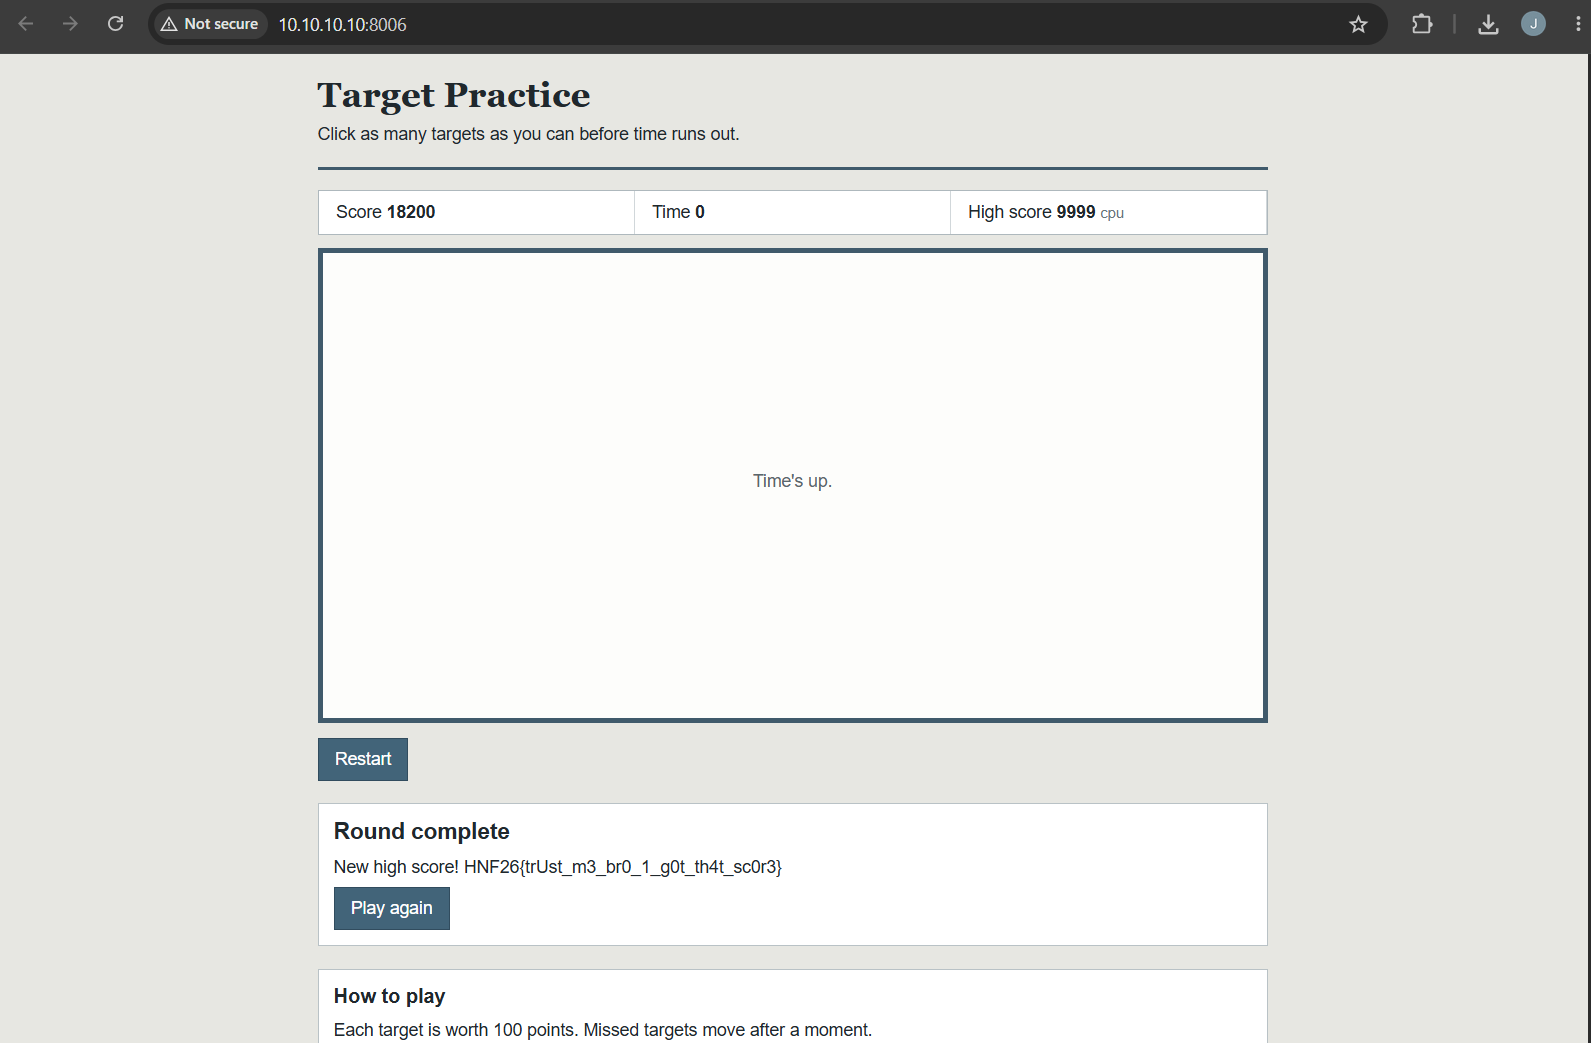 Not secure 10.10.10.10:8006 J
Target Practice
Click as many targets as you can before time runs out.
Score 18200 Time 0 High score 9999 cpu
Time's up.
Restart
Round complete
New high score! HNF26{trUst_m3_br0_1_g0t_th4t_sc0r3}
Play again
How to play
Each target is worth 100 points. Missed targets move after a moment.